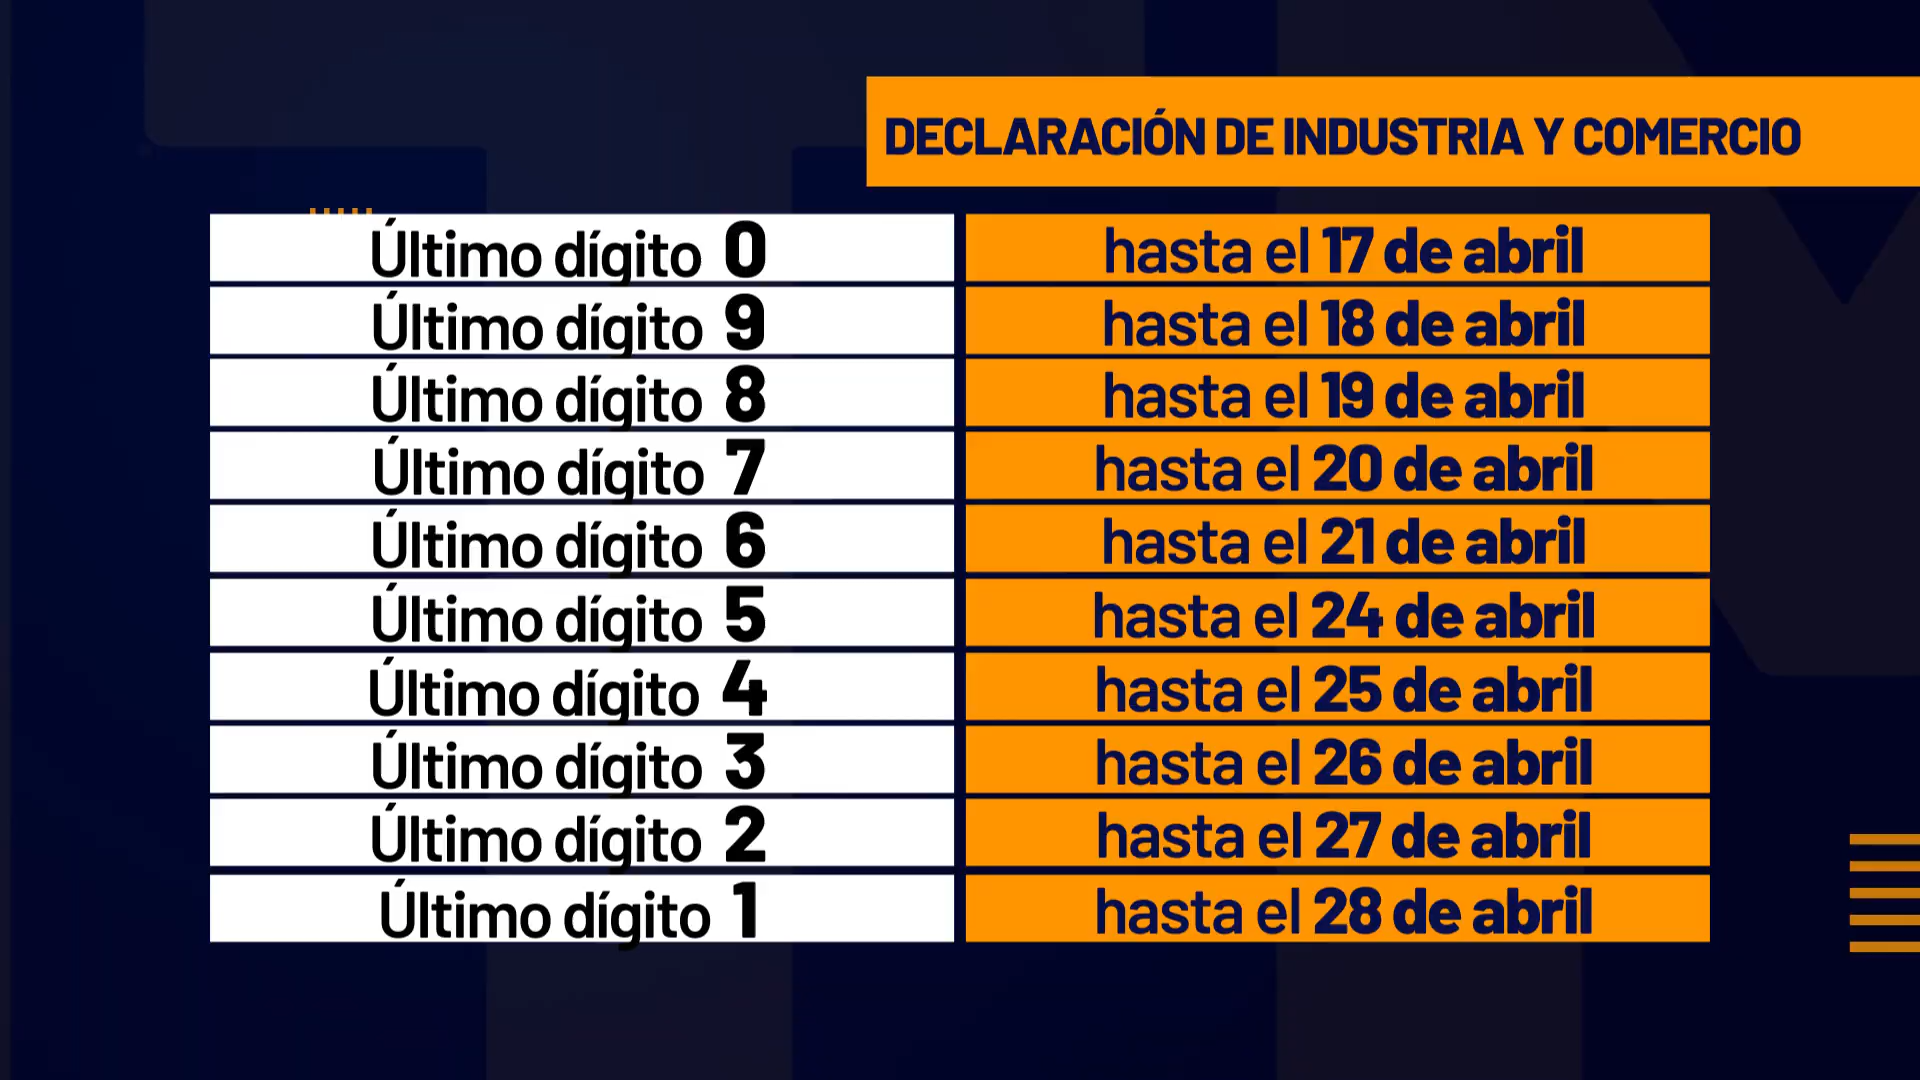 DECLARACIÓN DE INDUSTRIA Y COMERCIO
Último dígito 0 hasta el 17 de abril
Último dígito 9 hasta el 18 de abril
Último dígito 8 hasta el 19 de abril
Último dígito 7 hasta el 20 de abril
Último dígito 6 hasta el 21 de abril
Último dígito 5 hasta el 24 de abril
Último dígito 4 hasta el 25 de abril
Último dígito 3 hasta el 26 de abril
Último dígito 2 hasta el 27 de abril
Último dígito 1 hasta el 28 de abril